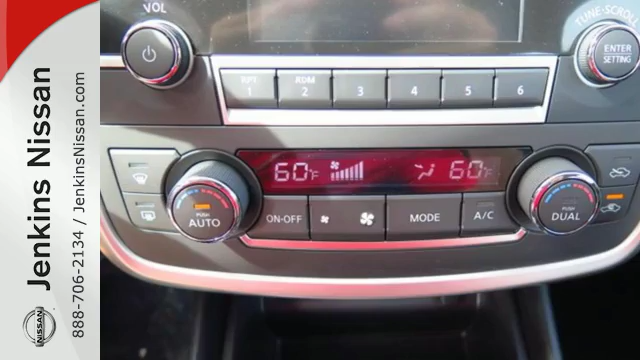 VOL
TUNE·SCROLL
ENTER
SETTING
RPT
1
RDM
2
3
4
5
6
60°F
60°F
PUSH
AUTO
ON-OFF
MODE
A/C
PUSH
DUAL
Jenkins Nissan
888-706-2134 / JenkinsNissan.com
NISSAN